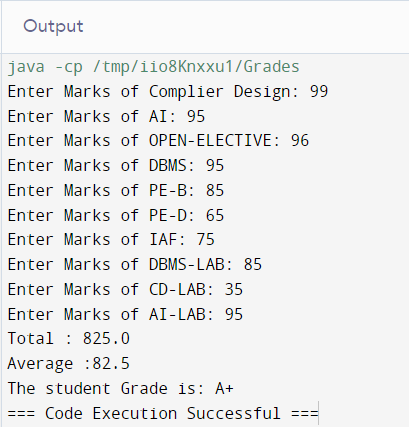 Output
java -cp /tmp/iio8Knxxu1/Grades
Enter Marks of Complier Design: 99
Enter Marks of AI: 95
Enter Marks of OPEN-ELECTIVE: 96
Enter Marks of DBMS: 95
Enter Marks of PE-B: 85
Enter Marks of PE-D: 65
Enter Marks of IAF: 75
Enter Marks of DBMS-LAB: 85
Enter Marks of CD-LAB: 35
Enter Marks of AI-LAB: 95
Total : 825.0
Average :82.5
The student Grade is: A+
=== Code Execution Successful ===